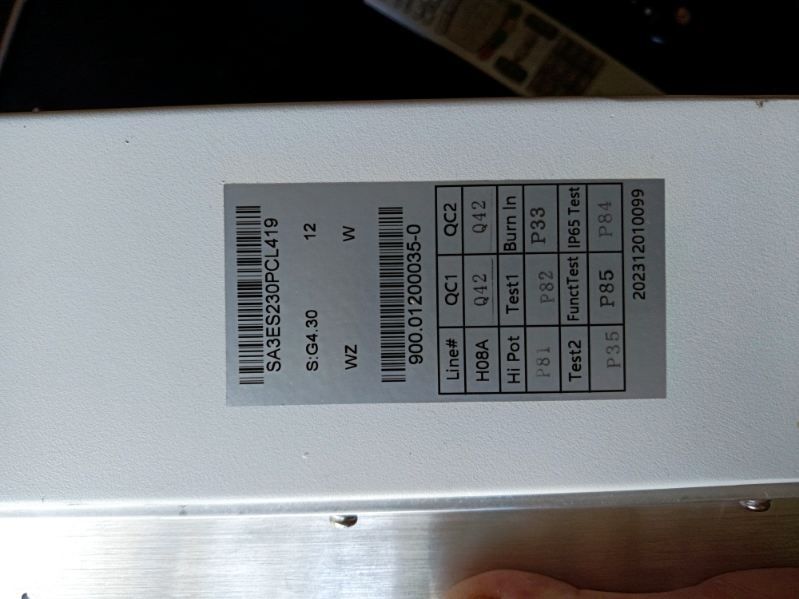 SA3ES230PCL419
S:G4.30 12
WZ W
900.01200035-0
Line# QC1 QC2
H08A Q42 Q42
Hi Pot Test1 Burn In
P81 P82 P33
Test2 FunctTest IP65 Test
P35 P85 P84
202312010099